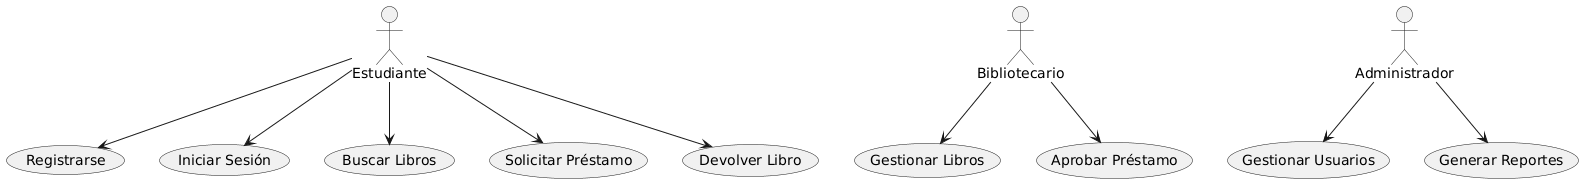 Estudiante
Bibliotecario
Administrador
Registrarse
Iniciar Sesión
Buscar Libros
Solicitar Préstamo
Devolver Libro
Gestionar Libros
Aprobar Préstamo
Gestionar Usuarios
Generar Reportes